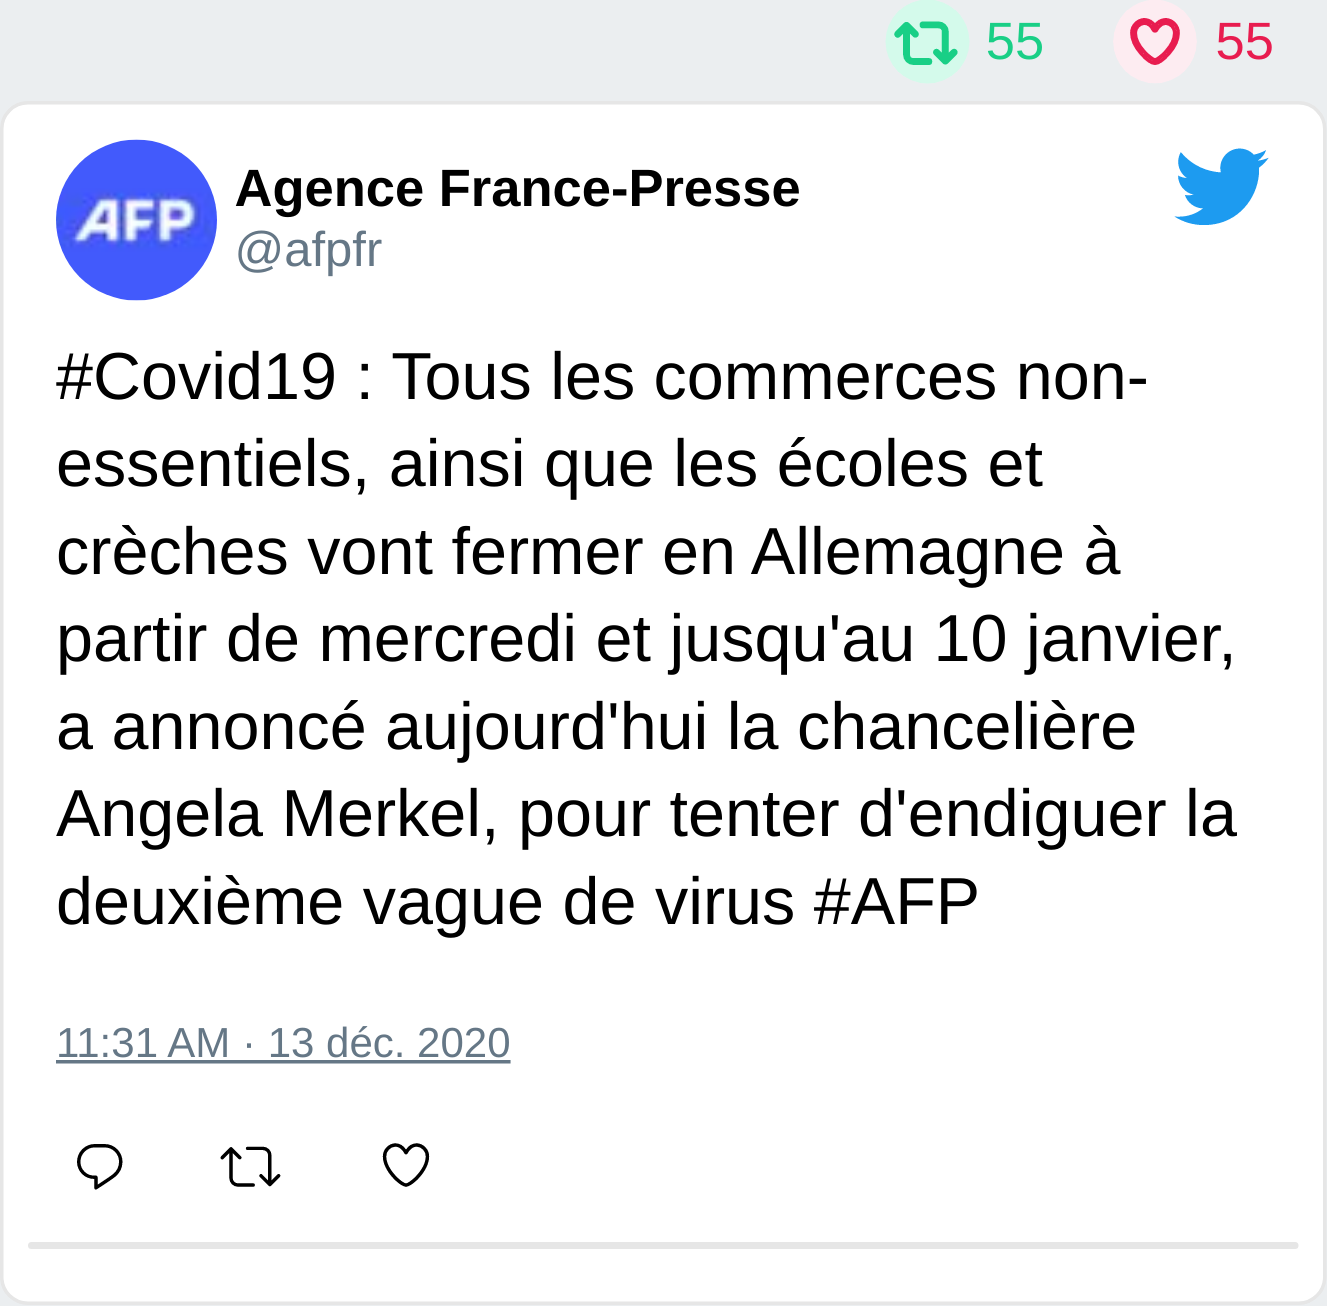 55 55
AFP
Agence France-Presse
@afpfr
#Covid19 : Tous les commerces non-
essentiels, ainsi que les écoles et
crèches vont fermer en Allemagne à
partir de mercredi et jusqu'au 10 janvier,
a annoncé aujourd'hui la chancelière
Angela Merkel, pour tenter d'endiguer la
deuxième vague de virus #AFP
11:31 AM · 13 déc. 2020